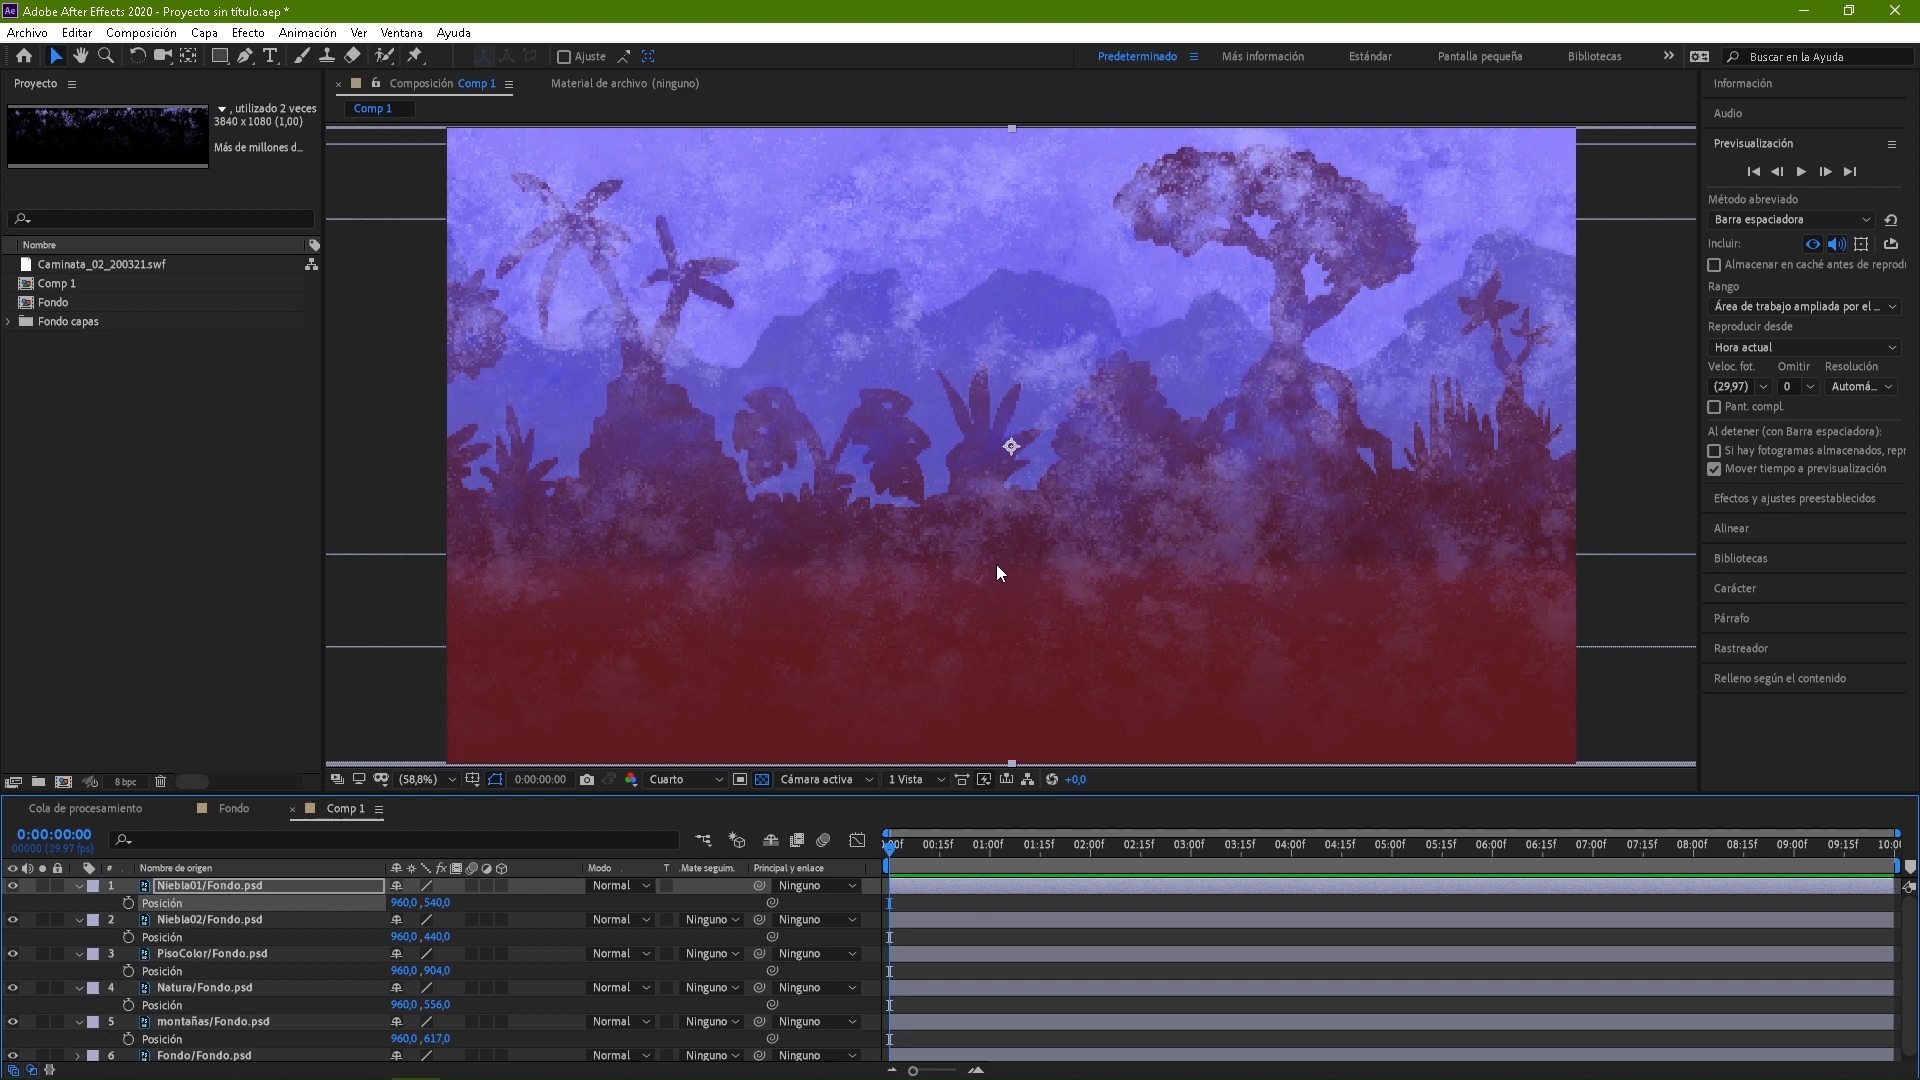 Ae Adobe After Effects 2020 - Proyecto sin título.aep *
Archivo Editar Composición Capa Efecto Animación Ver Ventana Ayuda
Ajuste
Predeterminado Más información Estándar Pantalla pequeña Bibliotecas
Buscar en la Ayuda
Proyecto
, utilizado 2 veces
3840 x 1080 (1,00)
Más de millones d...
Nombre
Caminata_02_200321.swf
Comp 1
Fondo
Fondo capas
8 bpc
Composición Comp 1
Material de archivo (ninguno)
Comp 1
(58,8%) 0:00:00:00 Cuarto Cámara activa 1 Vista +0,0
Información
Audio
Previsualización
Método abreviado
Barra espaciadora
Incluir:
Almacenar en caché antes de reprodu
Rango
Área de trabajo ampliada por el ...
Reproducir desde
Hora actual
Veloc. fot. Omitir Resolución
(29,97) 0 Automá...
Pant. compl.
Al detener (con Barra espaciadora):
Si hay fotogramas almacenados, repr
Mover tiempo a previsualización
Efectos y ajustes preestablecidos
Alinear
Bibliotecas
Carácter
Párrafo
Rastreador
Relleno según el contenido
Cola de procesamiento Fondo Comp 1
0:00:00:00
00000 (29.97 fps)
00f 00:15f 01:00f 01:15f 02:00f 02:15f 03:00f 03:15f 04:00f 04:15f 05:00f 05:15f 06:00f 06:15f 07:00f 07:15f 08:00f 08:15f 09:00f 09:15f 10:0
# Nombre de origen fx Modo T .Mate seguim. Principal y enlace
1 Niebla01/Fondo.psd Normal Ninguno
Posición 960,0 ,540,0
2 Niebla02/Fondo.psd Normal Ninguno Ninguno
Posición 960,0 ,440,0
3 PisoColor/Fondo.psd Normal Ninguno Ninguno
Posición 960,0 ,904,0
4 Natura/Fondo.psd Normal Ninguno Ninguno
Posición 960,0 ,556,0
5 montañas/Fondo.psd Normal Ninguno Ninguno
Posición 960,0 ,617,0
6 Fondo/Fondo.psd Normal Ninguno Ninguno